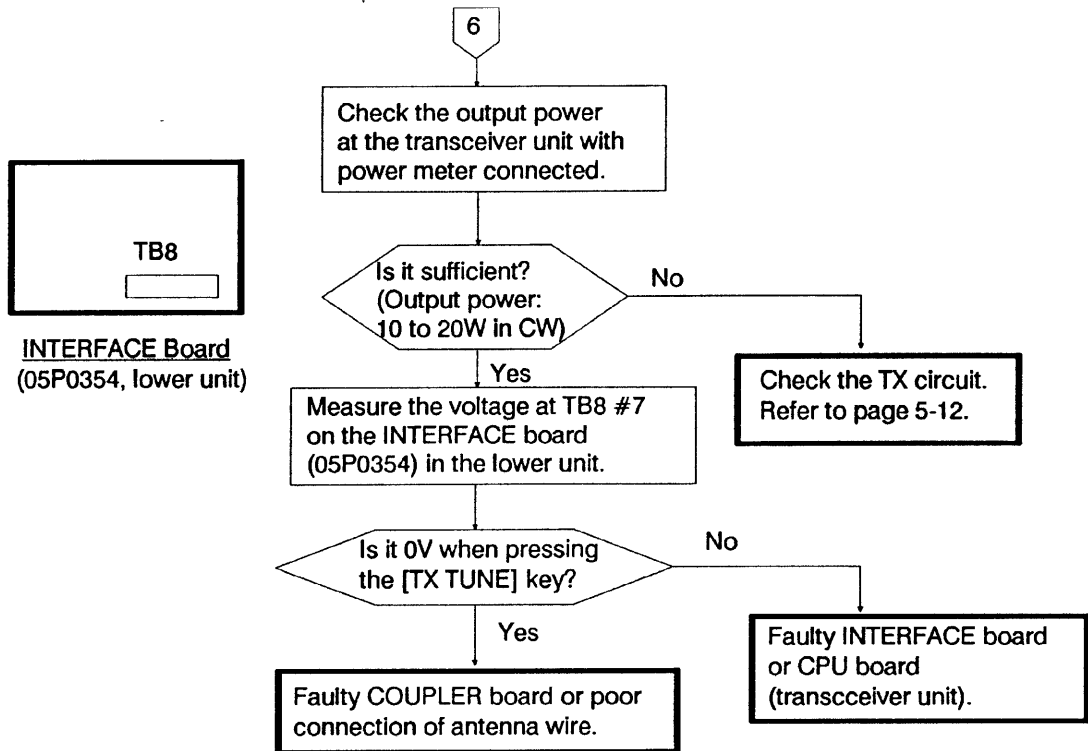 6
Check the output power
at the transceiver unit with
power meter connected.
TB8
INTERFACE Board
(05P0354, lower unit)
Is it sufficient?
(Output power:
10 to 20W in CW)
No
Yes
Check the TX circuit.
Refer to page 5-12.
Measure the voltage at TB8 #7
on the INTERFACE board
(05P0354) in the lower unit.
Is it 0V when pressing
the [TX TUNE] key?
No
Yes
Faulty INTERFACE board
or CPU board
(transcceiver unit).
Faulty COUPLER board or poor
connection of antenna wire.